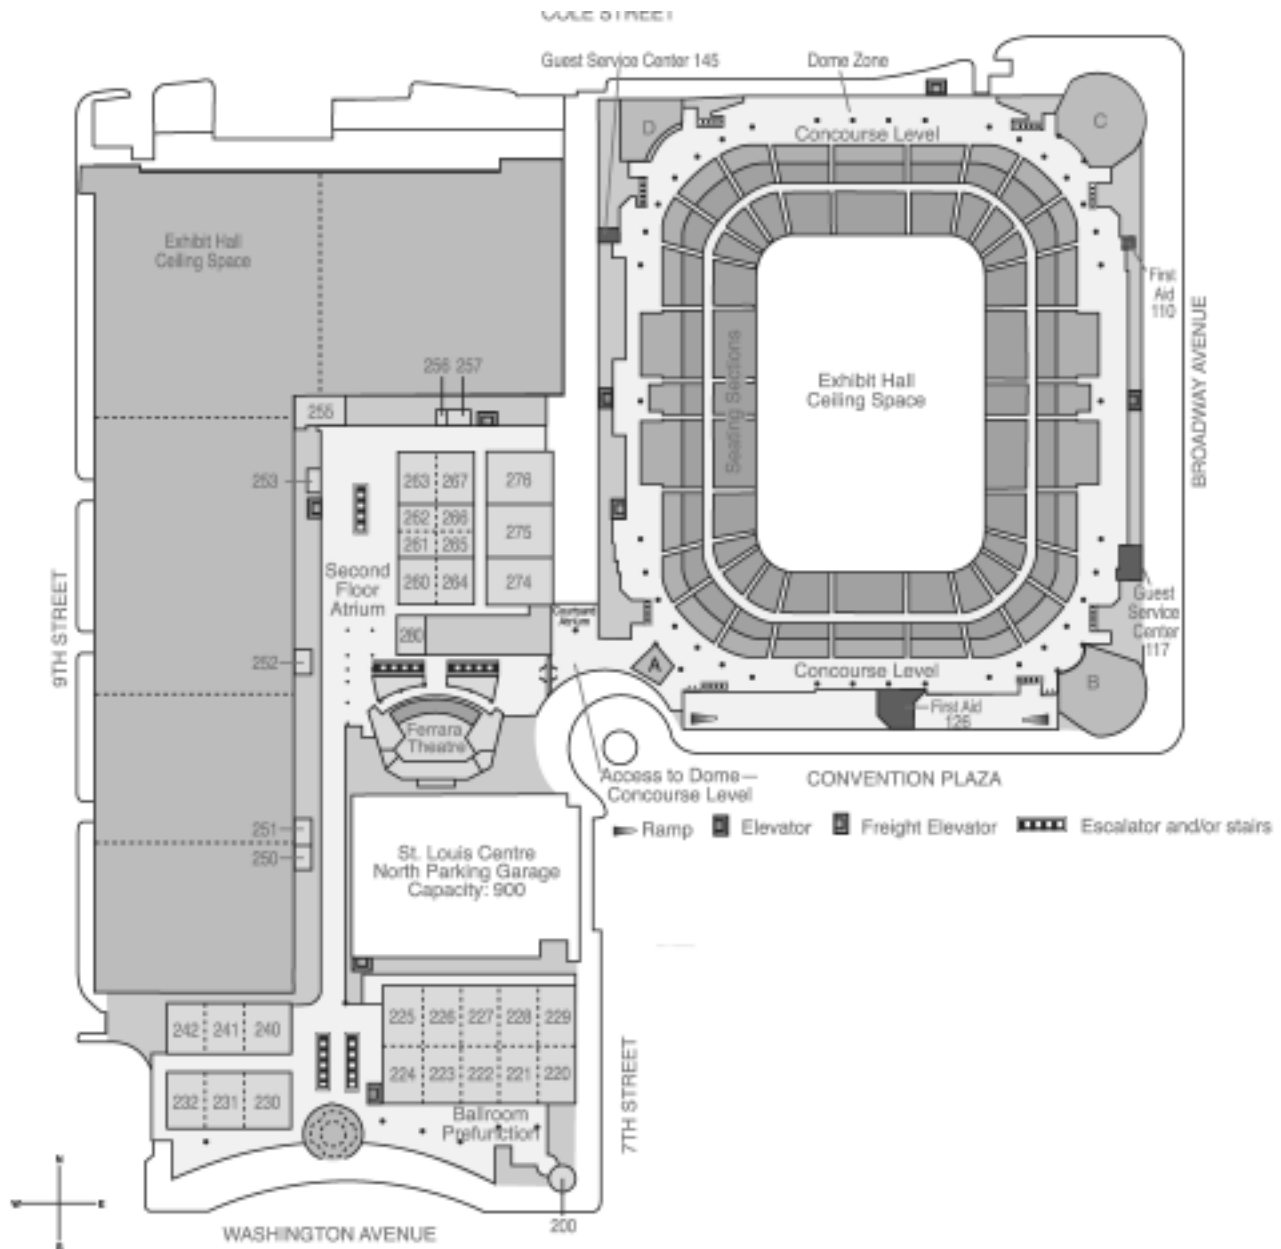 COLE STREET
Guest Service Center 145
Dome Zone
D
Concourse Level
C
Exhibit Hall
Ceiling Space
First
Aid
110
BROADWAY AVENUE
256 257
255
Seating Sections
Exhibit Hall
Ceiling Space
253
263 267
276
262 266
275
261 265
260 264
274
Second
Floor
Atrium
9TH STREET
Courtyard
Atrium
280
Guest
Service
Center
117
252
A
Concourse Level
B
First Aid
126
Ferrara
Theatre
Access to Dome—
Concourse Level
CONVENTION PLAZA
Ramp
Elevator
Freight Elevator
Escalator and/or stairs
251
250
St. Louis Centre
North Parking Garage
Capacity: 900
225 226 227 228 229
242 241 240
224 223 222 221 220
232 231 230
7TH STREET
Ballroom
Prefunction
N
W E
S
200
WASHINGTON AVENUE